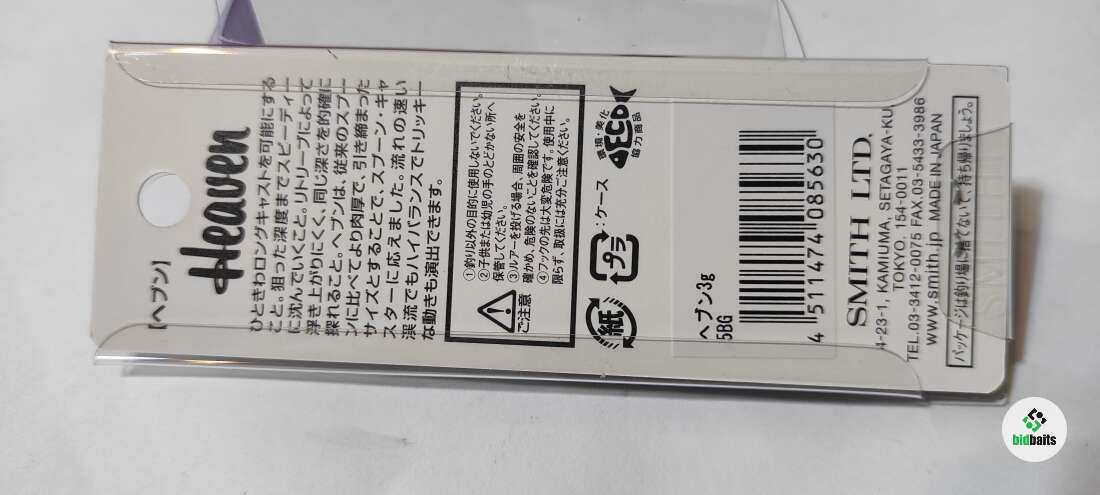 [ヘブン]
Heaven
ひときわロングキャストを可能にする
こと。狙った深度までスピーディー
に沈んでいくこと。リトリーブによって
浮き上がりにくく、同じ深さを的確に
探れること。ヘブンは、従来のスプー
ンに比べてより肉厚で、引き締まった
サイズとすることで、スプーン・キャ
スターに応えました。流れの速い
渓流でもハイバランスでトリッキー
な動きも演出できます。
ご注意
①釣り以外の目的に使用しないでください。
②子供または幼児の手のとどかない所へ
保管してください。
③ルアーを投げる場合、周囲の安全を
確かめ、危険のないことを確認してください。
④フックの先は大変危険です。使用中に
限らず、取扱には充分ご注意ください。
紙
プラ
:ケース
環境・美化
ECO
協力商品
ヘブン3g
5BG
4 511474 085630
SMITH LTD.
4-23-1, KAMIUMA, SETAGAYA-KU,
TOKYO. 154-0011
TEL.03-3412-0075 FAX.03-5433-3986
www.smith.jp MADE IN JAPAN
パッケージは釣り場に捨てないで、持ち帰りましょう。
bidbaits